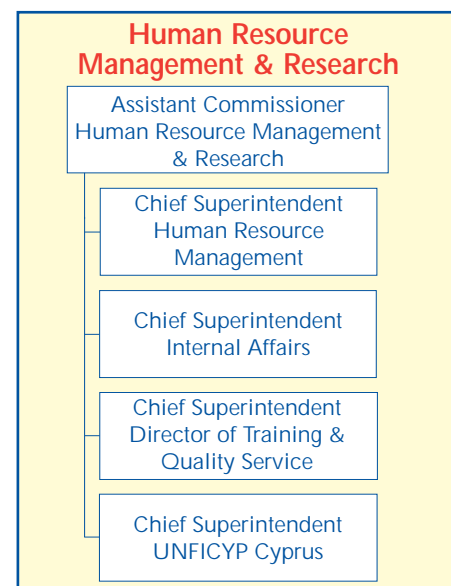 Human Resource
Management & Research
Assistant Commissioner
Human Resource Management
& Research
Chief Superintendent
Human Resource
Management
Chief Superintendent
Internal Affairs
Chief Superintendent
Director of Training &
Quality Service
Chief Superintendent
UNFICYP Cyprus